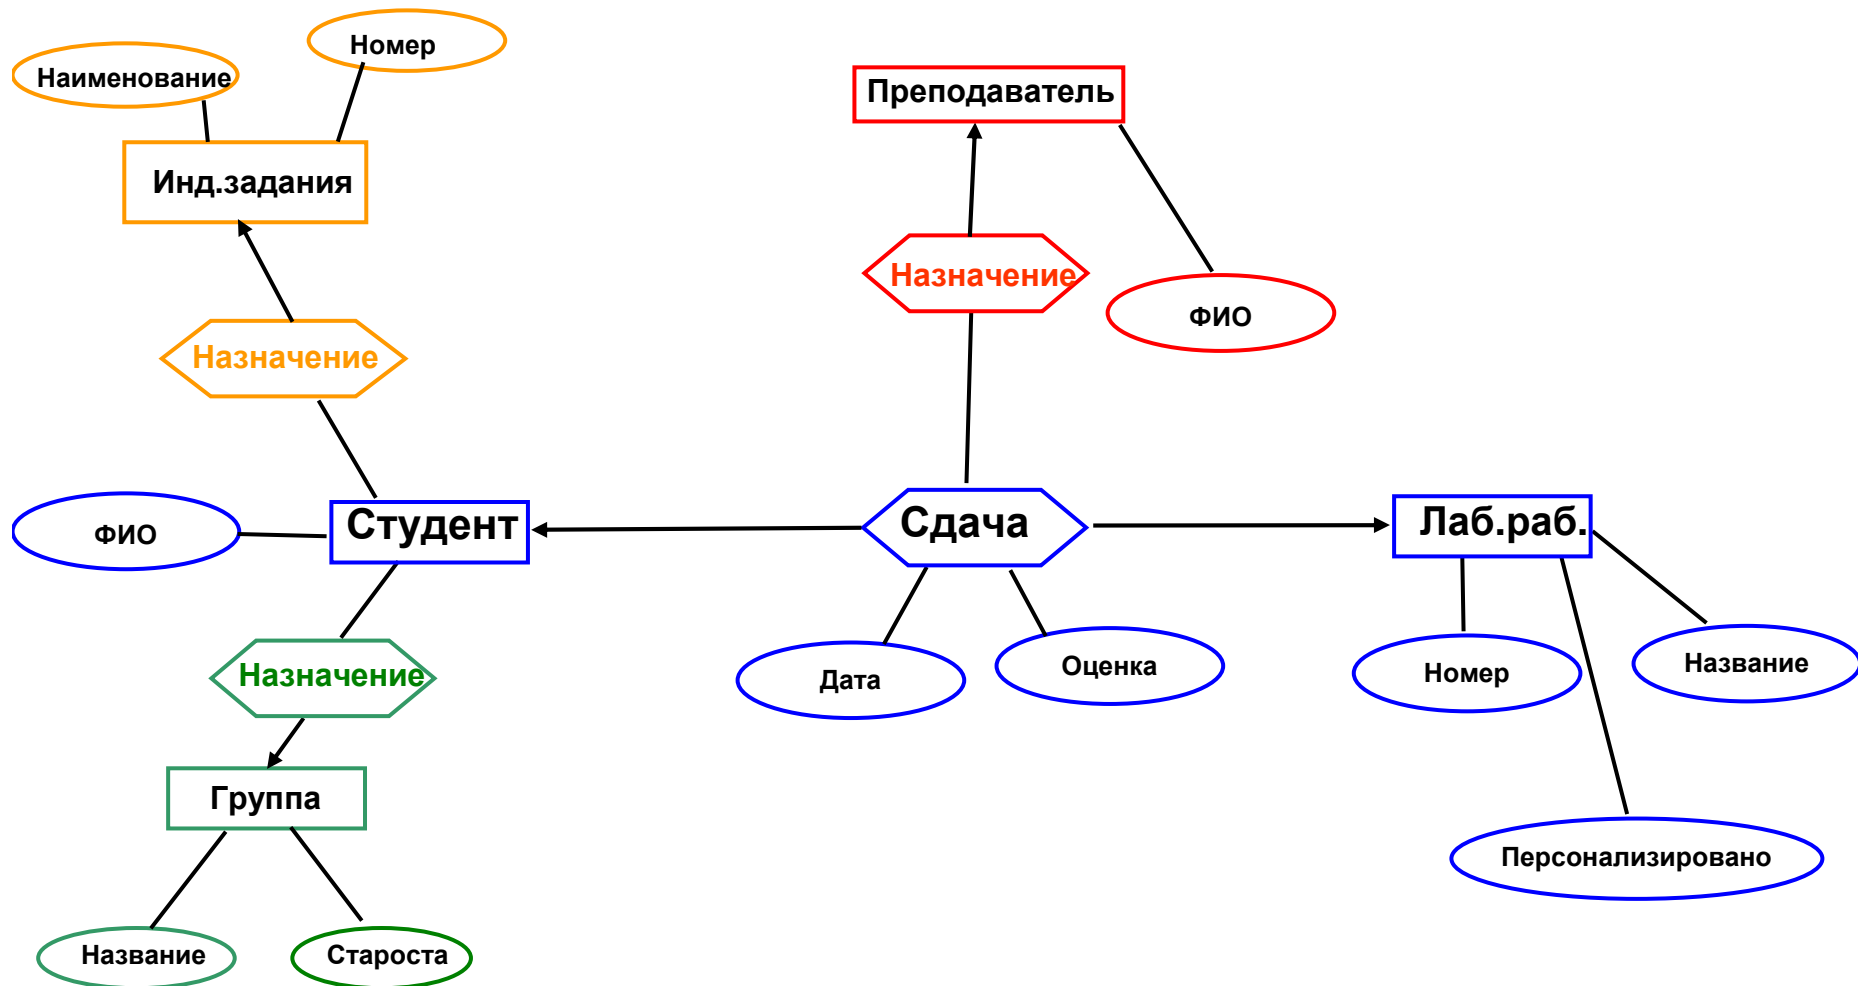 Номер
Наименование
Преподаватель
Инд.задания
Назначение
ФИО
Назначение
Студент
Сдача
Лаб.раб.
ФИО
Назначение
Дата
Оценка
Номер
Название
Группа
Персонализировано
Название
Староста